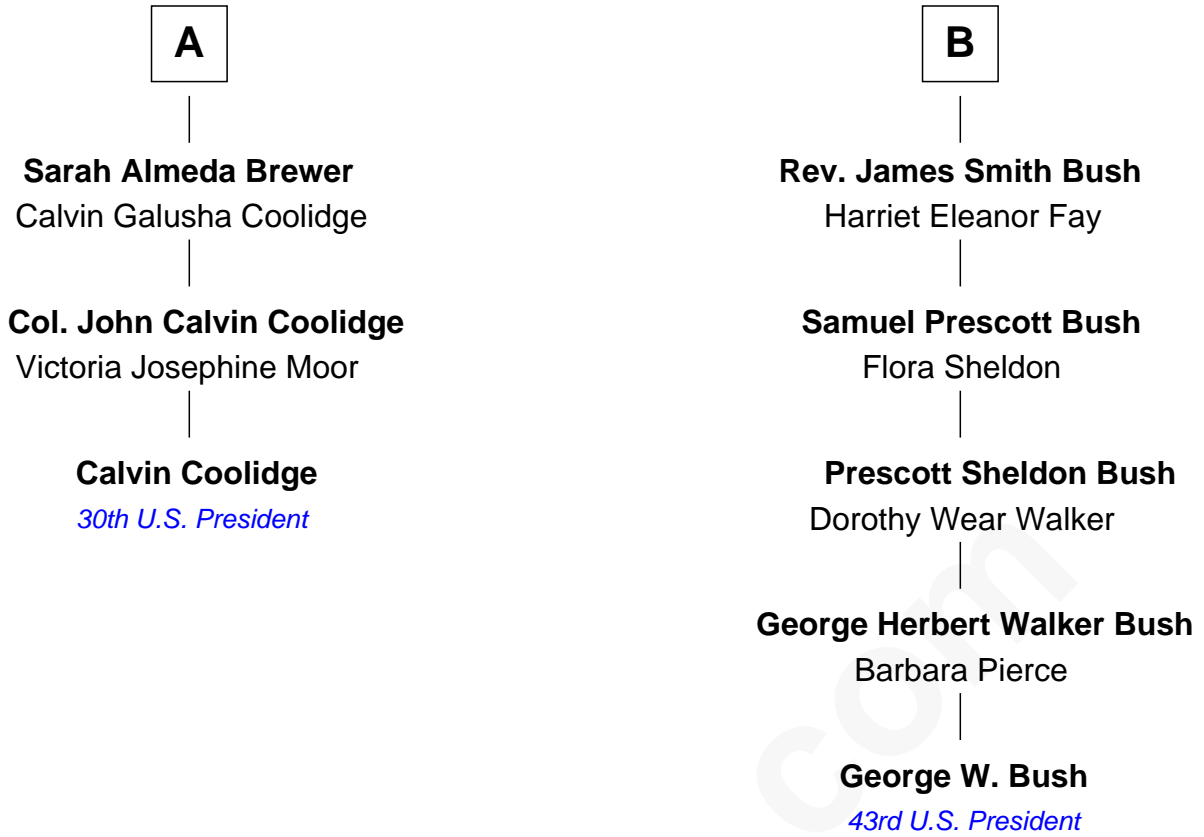 A
Sarah Almeda Brewer
Calvin Galusha Coolidge
Col. John Calvin Coolidge
Victoria Josephine Moor
Calvin Coolidge
30th U.S. President
B
Rev. James Smith Bush
Harriet Eleanor Fay
Samuel Prescott Bush
Flora Sheldon
Prescott Sheldon Bush
Dorothy Wear Walker
George Herbert Walker Bush
Barbara Pierce
George W. Bush
43rd U.S. President
com